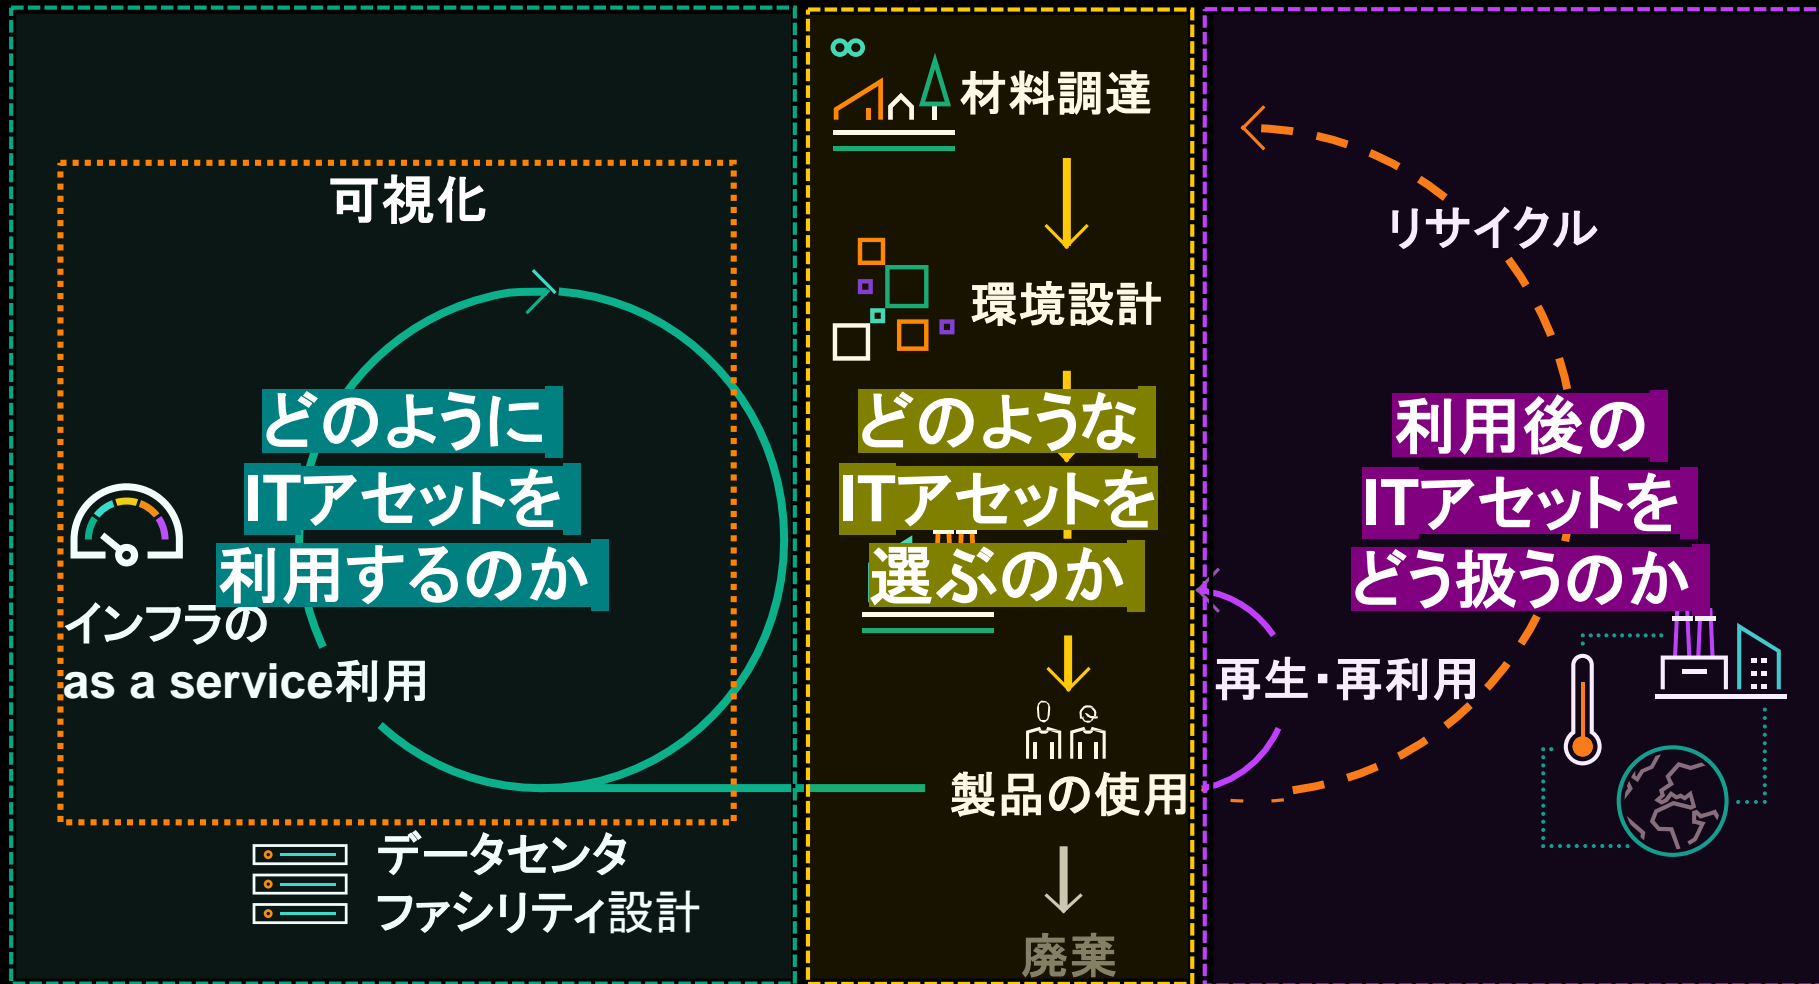 可視化
どのように
ITアセットを
利用するのか
インフラの
as a service利用
データセンタ
ファシリティ設計
材料調達
環境設計
どのような
ITアセットを
選ぶのか
製品の使用
廃棄
リサイクル
利用後の
ITアセットを
どう扱うのか
再生・再利用